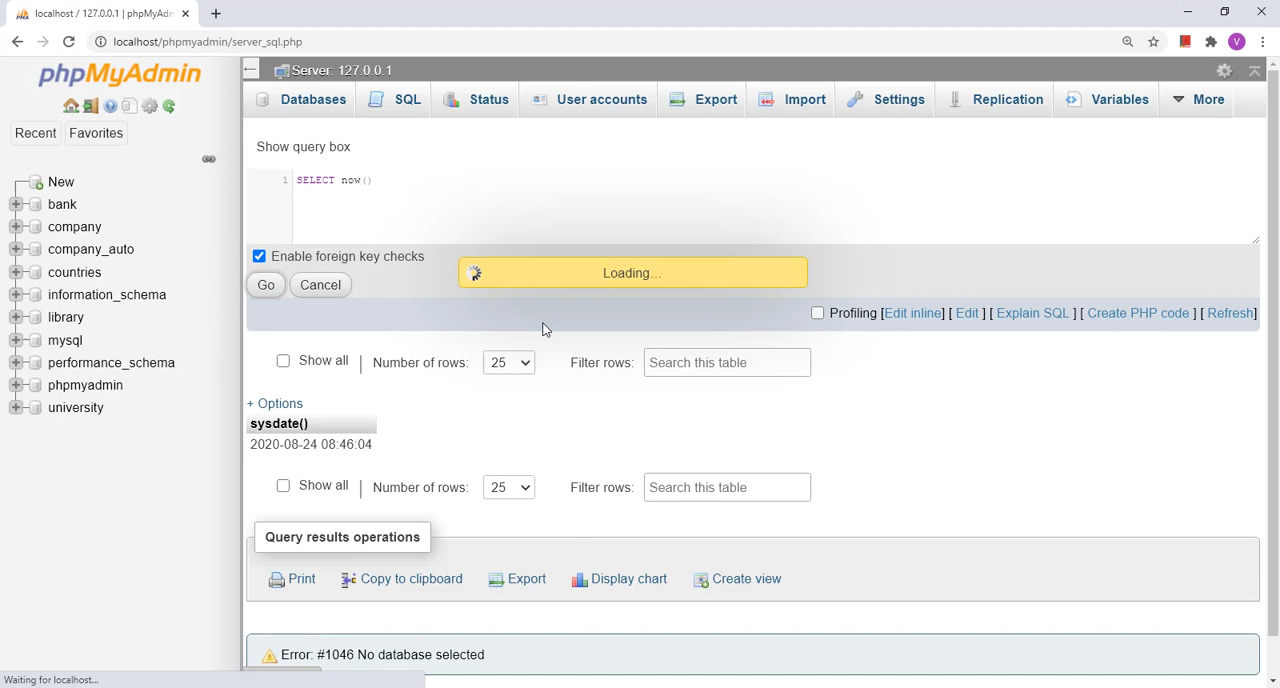 localhost / 127.0.0.1 | phpMyAdm
localhost/phpmyadmin/server_sql.php
V
phpMyAdmin
Recent
Favorites
New
bank
company
company_auto
countries
information_schema
library
mysql
performance_schema
phpmyadmin
university
Server: 127.0.0.1
Databases
SQL
Status
User accounts
Export
Import
Settings
Replication
Variables
More
Show query box
1 SELECT now()
Enable foreign key checks
Loading...
Go
Cancel
Profiling [Edit inline] [ Edit ] [ Explain SQL ] [ Create PHP code ] [ Refresh]
Show all | Number of rows: 25 Filter rows: Search this table
+ Options
sysdate()
2020-08-24 08:46:04
Show all | Number of rows: 25 Filter rows: Search this table
Query results operations
Print
Copy to clipboard
Export
Display chart
Create view
Error: #1046 No database selected
Waiting for localhost...